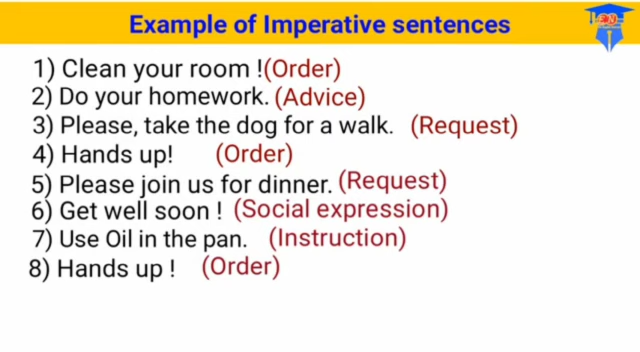 Example of Imperative sentences
1) Clean your room !(Order)
2) Do your homework. (Advice)
3) Please, take the dog for a walk. (Request)
4) Hands up! (Order)
5) Please join us for dinner. (Request)
6) Get well soon ! (Social expression)
7) Use Oil in the pan. (Instruction)
8) Hands up ! (Order)